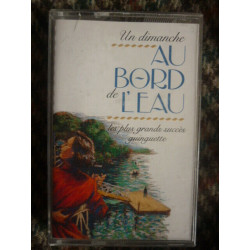 Un dimanche
AU
BORD
de L'EAU
les plus grands succès
guinguette